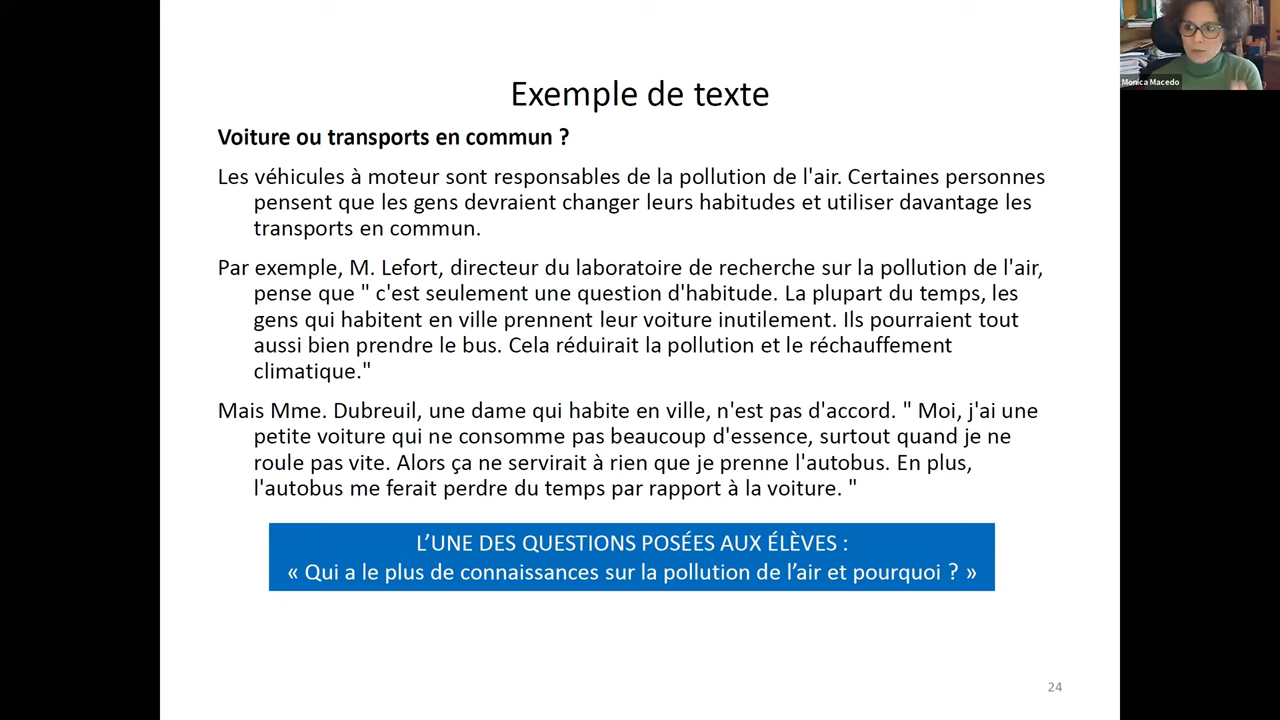 Exemple de texte
Voiture ou transports en commun ?
Les véhicules à moteur sont responsables de la pollution de l'air. Certaines personnes
pensent que les gens devraient changer leurs habitudes et utiliser davantage les
transports en commun.
Par exemple, M. Lefort, directeur du laboratoire de recherche sur la pollution de l'air,
pense que " c'est seulement une question d'habitude. La plupart du temps, les
gens qui habitent en ville prennent leur voiture inutilement. Ils pourraient tout
aussi bien prendre le bus. Cela réduirait la pollution et le réchauffement
climatique."
Mais Mme. Dubreuil, une dame qui habite en ville, n'est pas d'accord. " Moi, j'ai une
petite voiture qui ne consomme pas beaucoup d'essence, surtout quand je ne
roule pas vite. Alors ça ne servirait à rien que je prenne l'autobus. En plus,
l'autobus me ferait perdre du temps par rapport à la voiture. "
L’UNE DES QUESTIONS POSÉES AUX ÉLÈVES :
« Qui a le plus de connaissances sur la pollution de l’air et pourquoi ? »
24
Monica Macedo